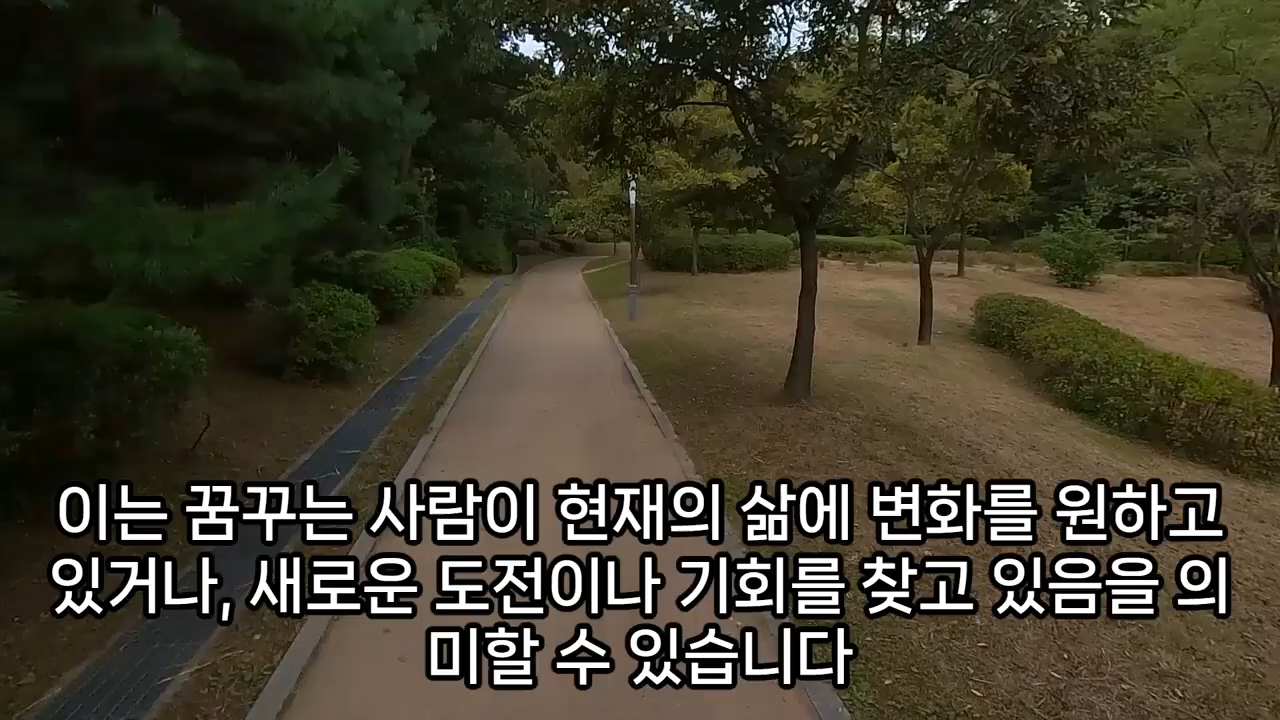 이는 꿈꾸는 사람이 현재의 삶에 변화를 원하고
있거나, 새로운 도전이나 기회를 찾고 있음을 의
미할 수 있습니다